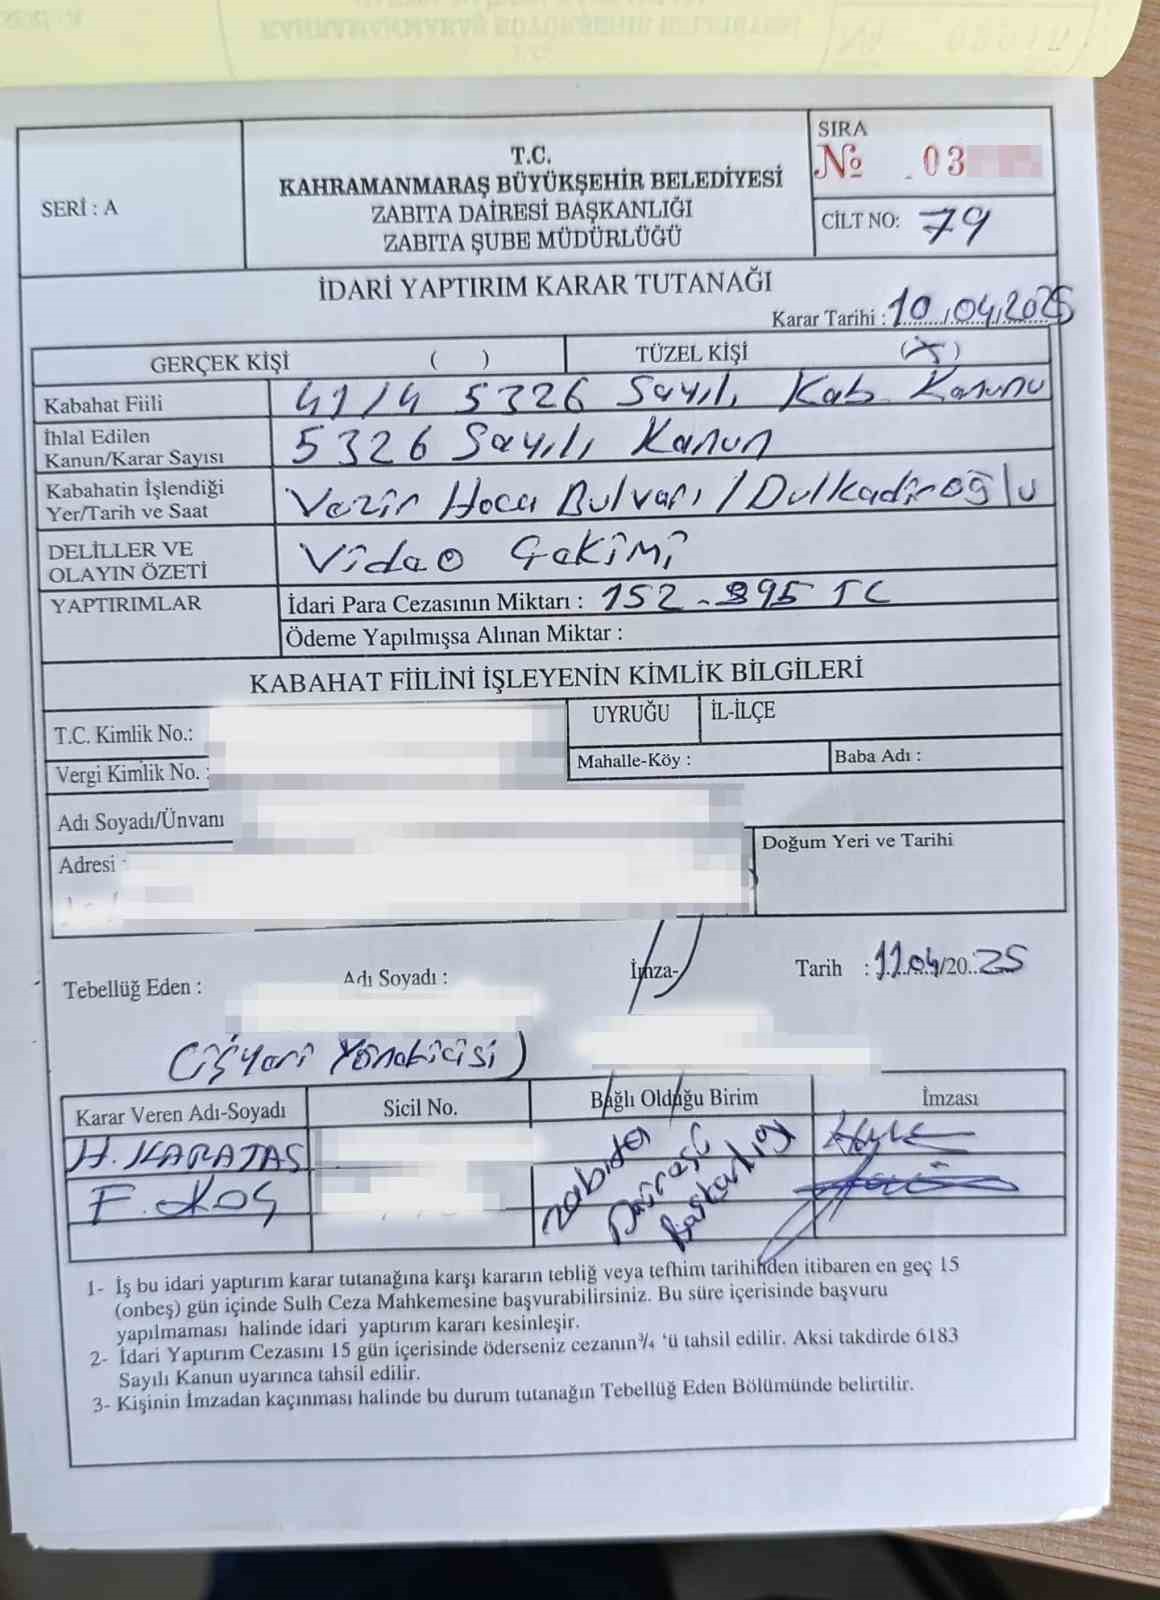 SERİ : A
T.C.
KAHRAMANMARAŞ BÜYÜKŞEHİR BELEDİYESİ
ZABITA DAİRESİ BAŞKANLIĞI
ZABITA ŞUBE MÜDÜRLÜĞÜ
SIRA
№ .03
CİLT NO: 79
İDARİ YAPTIRIM KARAR TUTANAĞI
Karar Tarihi : 10/04/2025
GERÇEK KİŞİ ( ) TÜZEL KİŞİ (X)
Kabahat Fiili 41/4 5326 Sayılı Kab. Kanunu
İhlal Edilen
Kanun/Karar Sayısı 5326 Sayılı Kanun
Kabahatin İşlendiği
Yer/Tarih ve Saat Vezir Hoca Bulvarı / Dulkadiroğlu
DELİLLER VE
OLAYIN ÖZETİ Video Çekimi
YAPTIRIMLAR İdari Para Cezasının Miktarı : 152.895 TL
Ödeme Yapılmışsa Alınan Miktar :
KABAHAT FİİLİNİ İŞLEYENİN KİMLİK BİLGİLERİ
T.C. Kimlik No.: UYRUĞU İL-İLÇE
Vergi Kimlik No. : Mahalle-Köy : Baba Adı :
Adı Soyadı/Ünvanı
Adresi : Doğum Yeri ve Tarihi
Tebellüğ Eden : Adı Soyadı : İmza- Tarih : 11.04/20.25
(İşyeri Yöneticisi)
Karar Veren Adı-Soyadı Sicil No. Bağlı Olduğu Birim İmzası
H. KARATAŞ
F. KOÇ
Zabıta Dairesi Başkanlığı
1- İş bu idari yaptırım karar tutanağına karşı kararın tebliğ veya tefhim tarihinden itibaren en geç 15
(onbeş) gün içinde Sulh Ceza Mahkemesine başvurabilirsiniz. Bu süre içerisinde başvuru
yapılmaması halinde idari yaptırım kararı kesinleşir.
2- İdari Yaptırım Cezasını 15 gün içerisinde öderseniz cezanın ¾ ‘ü tahsil edilir. Aksi takdirde 6183
Sayılı Kanun uyarınca tahsil edilir.
3- Kişinin İmzadan kaçınması halinde bu durum tutanağın Tebellüğ Eden Bölümünde belirtilir.